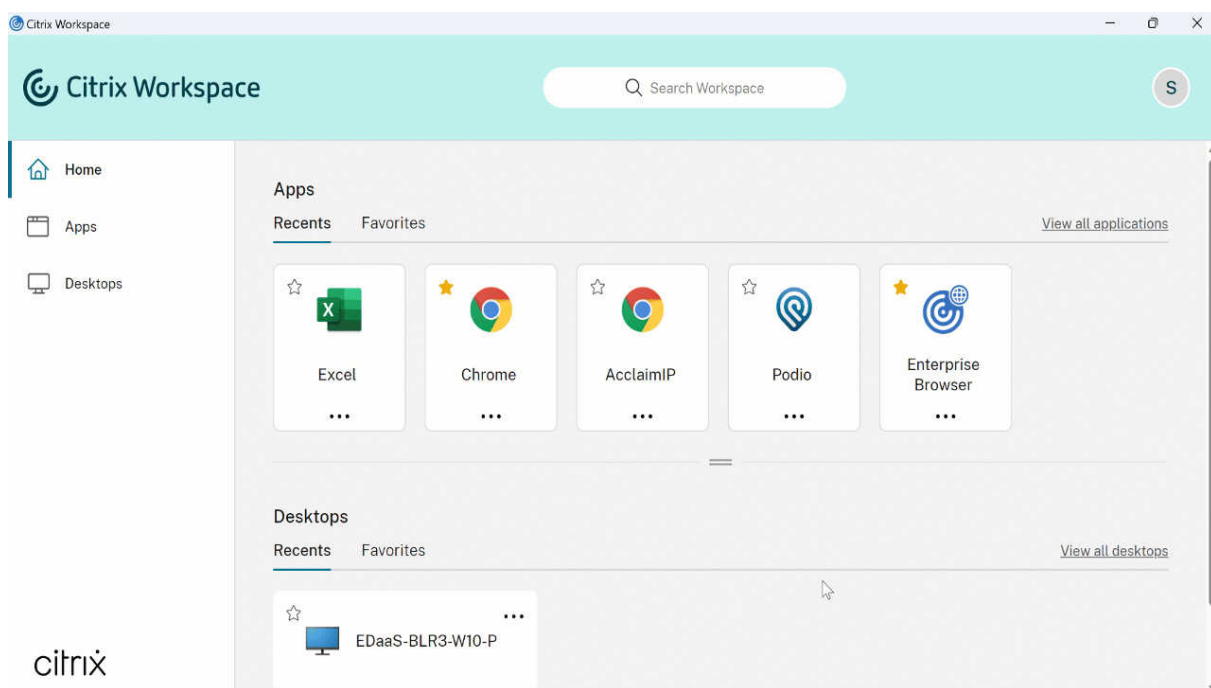 Citrix Workspace
Citrix Workspace
Search Workspace
S
Home
Apps
Desktops
Apps
Recents Favorites View all applications
Excel
Chrome
AcclaimIP
Podio
Enterprise
Browser
Desktops
Recents Favorites View all desktops
EDaaS-BLR3-W10-P
citrix